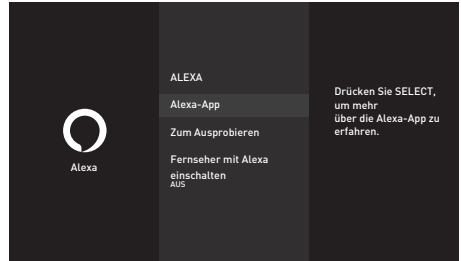 Alexa
ALEXA
Alexa-App
Zum Ausprobieren
Fernseher mit Alexa
einschalten
AUS
Drücken Sie SELECT,
um mehr
über die Alexa-App zu
erfahren.